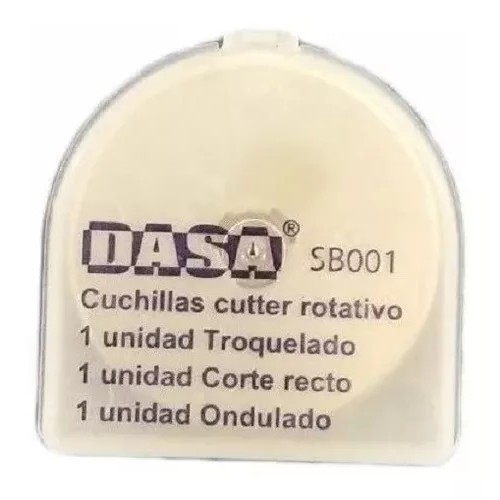 DASA® SB001
Cuchillas cutter rotativo
1 unidad Troquelado
1 unidad Corte recto
1 unidad Ondulado